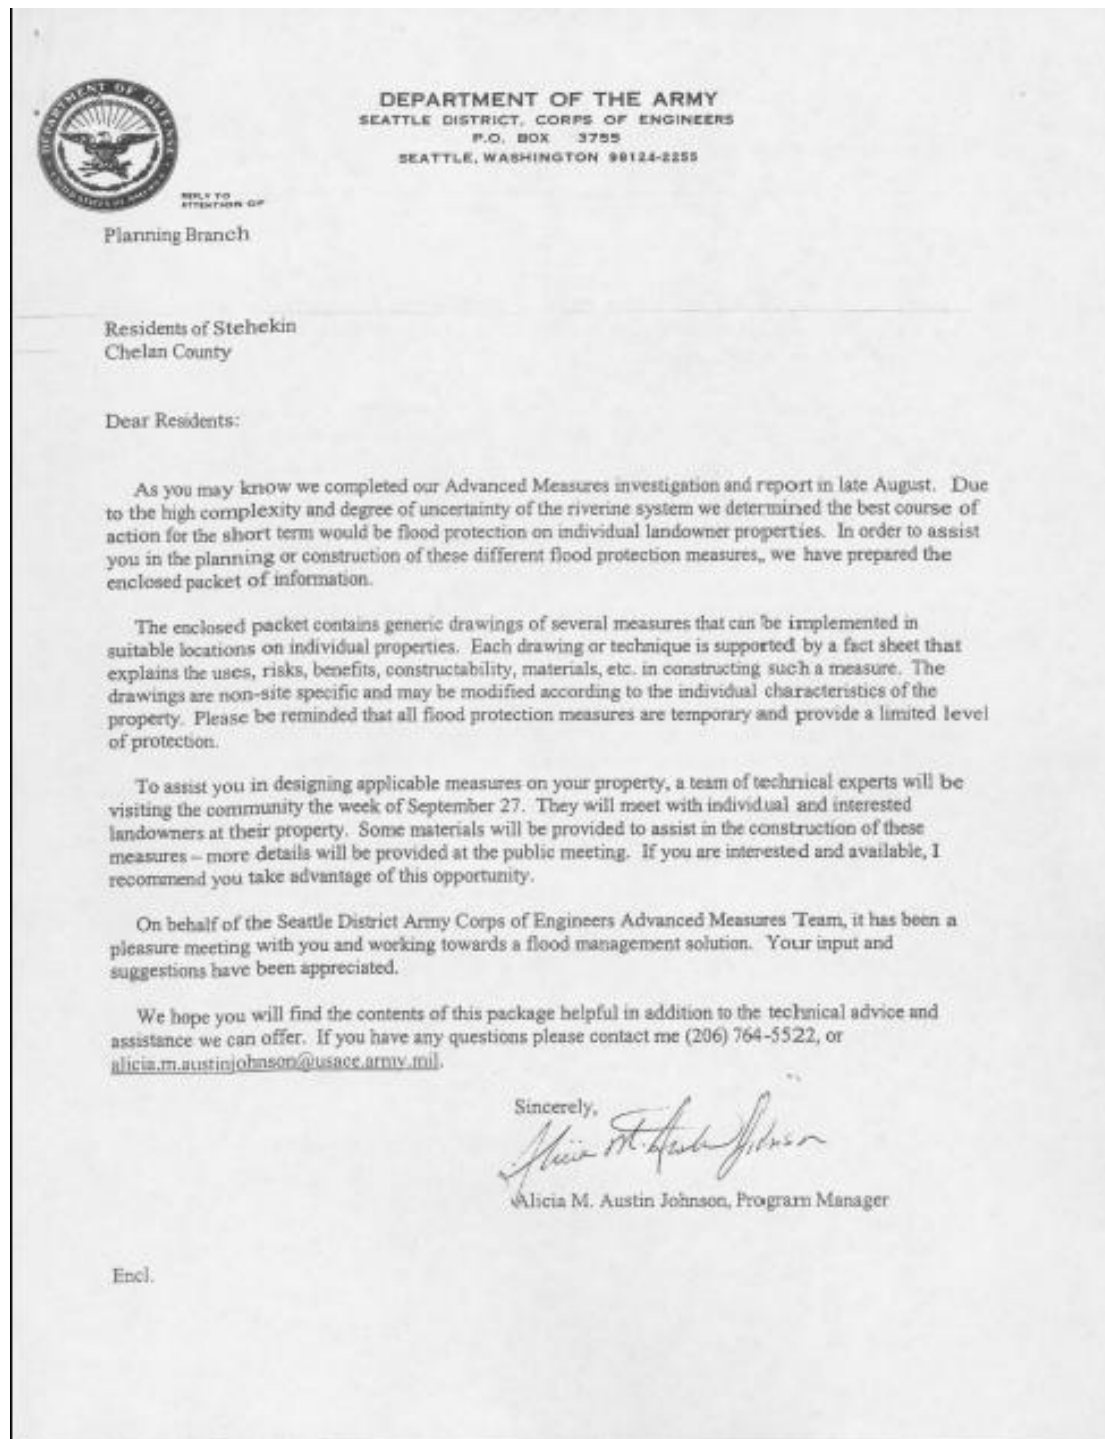 DEPARTMENT OF DEFENSE
UNITED STATES OF AMERICA
DEPARTMENT OF THE ARMY
SEATTLE DISTRICT, CORPS OF ENGINEERS
P.O. BOX 3755
SEATTLE, WASHINGTON 98124-2255
REPLY TO
ATTENTION OF
Planning Branch
Residents of Stehekin
Chelan County
Dear Residents:
As you may know we completed our Advanced Measures investigation and report in late August. Due
to the high complexity and degree of uncertainty of the riverine system we determined the best course of
action for the short term would be flood protection on individual landowner properties. In order to assist
you in the planning or construction of these different flood protection measures,, we have prepared the
enclosed packet of information.
The enclosed packet contains generic drawings of several measures that can be implemented in
suitable locations on individual properties. Each drawing or technique is supported by a fact sheet that
explains the uses, risks, benefits, constructability, materials, etc. in constructing such a measure. The
drawings are non-site specific and may be modified according to the individual characteristics of the
property. Please be reminded that all flood protection measures are temporary and provide a limited level
of protection.
To assist you in designing applicable measures on your property, a team of technical experts will be
visiting the community the week of September 27. They will meet with individual and interested
landowners at their property. Some materials will be provided to assist in the construction of these
measures – more details will be provided at the public meeting. If you are interested and available, I
recommend you take advantage of this opportunity.
On behalf of the Seattle District Army Corps of Engineers Advanced Measures Team, it has been a
pleasure meeting with you and working towards a flood management solution. Your input and
suggestions have been appreciated.
We hope you will find the contents of this package helpful in addition to the technical advice and
assistance we can offer. If you have any questions please contact me (206) 764-5522, or
alicia.m.austinjohnson@usace.army.mil.
Sincerely,
Alicia M. Austin Johnson
Alicia M. Austin Johnson, Program Manager
Encl.